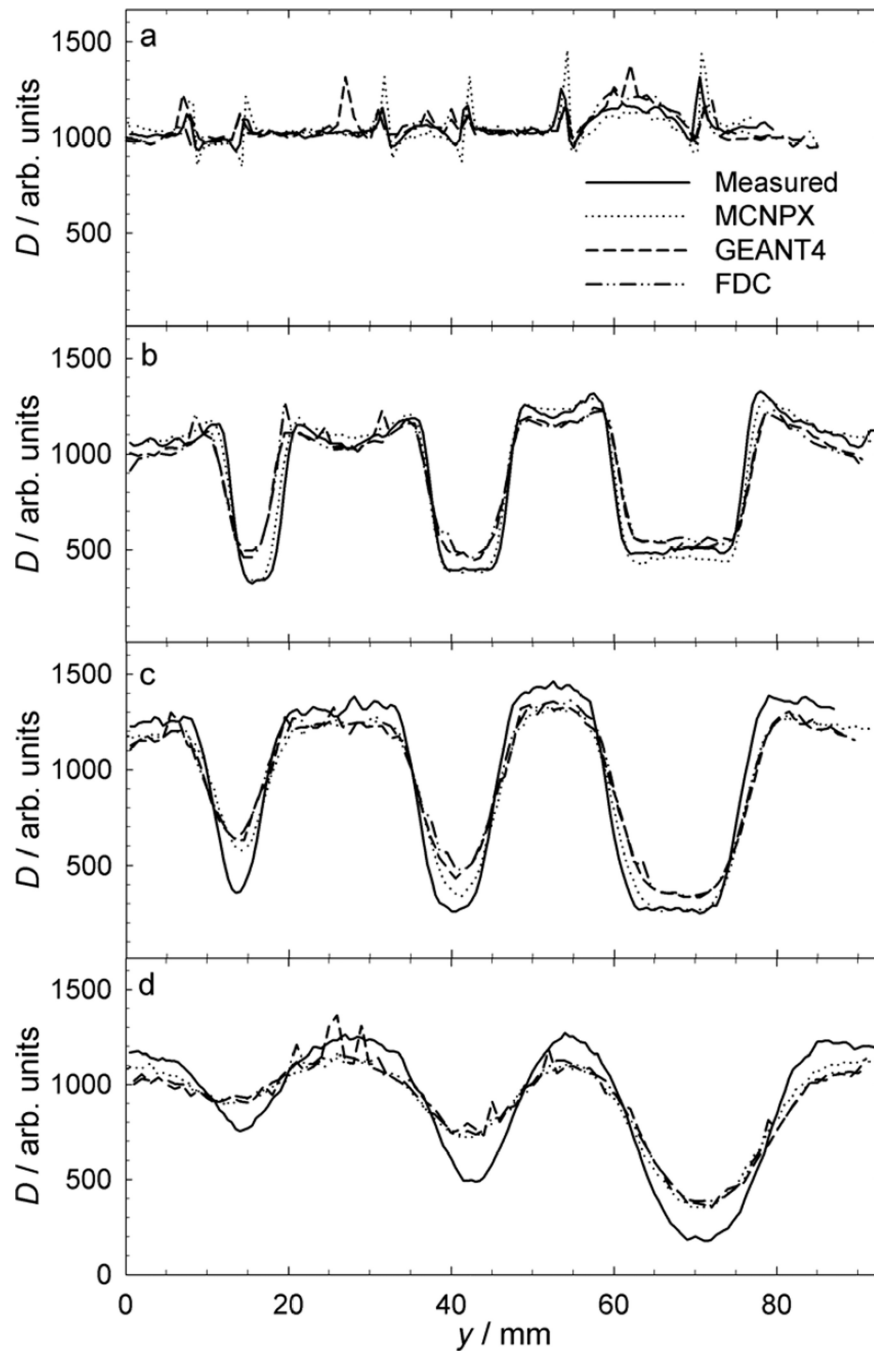 a
1500
1000
500
D / arb. units
Measured
MCNPX
GEANT4
FDC
b
1500
1000
500
D / arb. units
c
1500
1000
500
D / arb. units
d
1500
1000
500
0
D / arb. units
0 20 40 60 80
y / mm